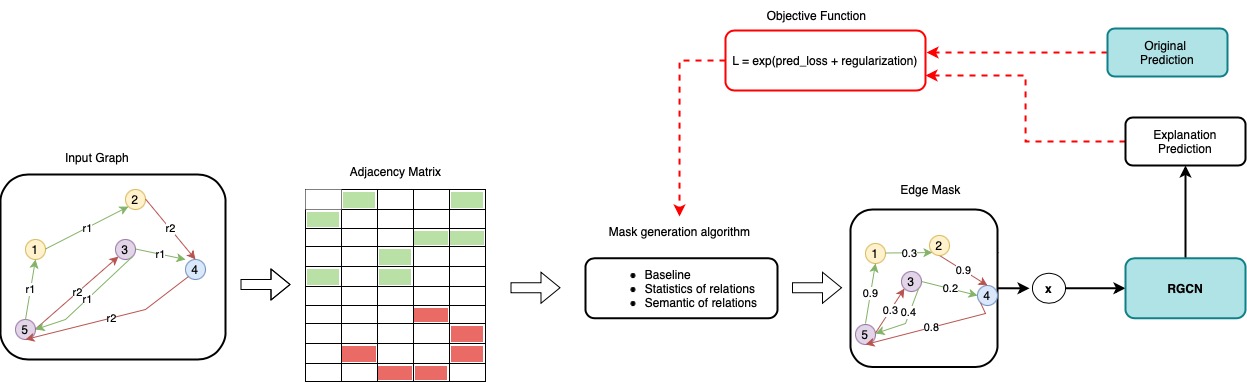 Objective Function
L = exp(pred_loss + regularization)
Original
Prediction
Explanation
Prediction
Input Graph
Adjacency Matrix
Edge Mask
Mask generation algorithm
2
r1
r2
1
3
r1
4
r1
r2
r1
r2
5
• Baseline
• Statistics of relations
• Semantic of relations
1
0.3
2
0.9
3
0.2
4
0.9
0.3
0.4
0.8
5
x
RGCN